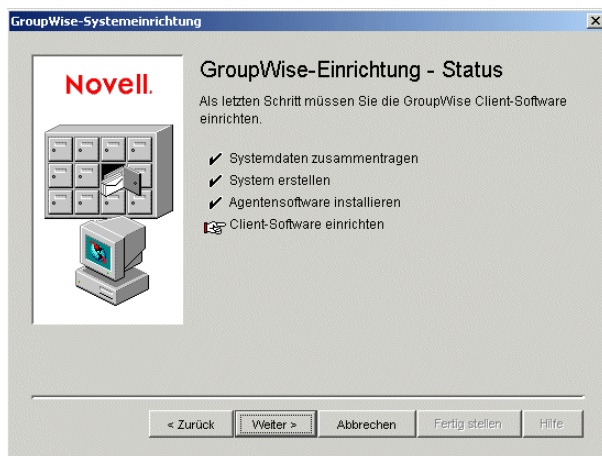 GroupWise-Systemeinrichtung
Novell.
GroupWise-Einrichtung - Status
Als letzten Schritt müssen Sie die GroupWise Client-Software
einrichten.
Systemdaten zusammentragen
System erstellen
Agentensoftware installieren
Client-Software einrichten
< Zurück
Weiter >
Abbrechen
Fertig stellen
Hilfe